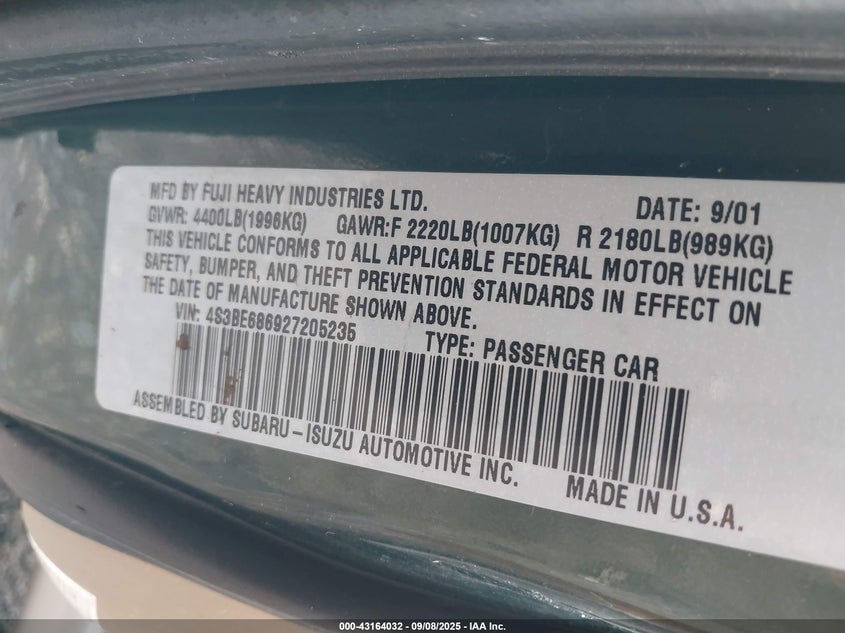 MFD BY FUJI HEAVY INDUSTRIES LTD. DATE: 9/01
GVWR: 4400LB(1996KG) GAWR:F 2220LB(1007KG) R 2180LB(989KG)
THIS VEHICLE CONFORMS TO ALL APPLICABLE FEDERAL MOTOR VEHICLE
SAFETY, BUMPER, AND THEFT PREVENTION STANDARDS IN EFFECT ON
THE DATE OF MANUFACTURE SHOWN ABOVE.
VIN: 4S3BE686927205235 TYPE: PASSENGER CAR
ASSEMBLED BY SUBARU-ISUZU AUTOMOTIVE INC. MADE IN U.S.A.
000-43164032 - 09/08/2025 - IAA Inc.